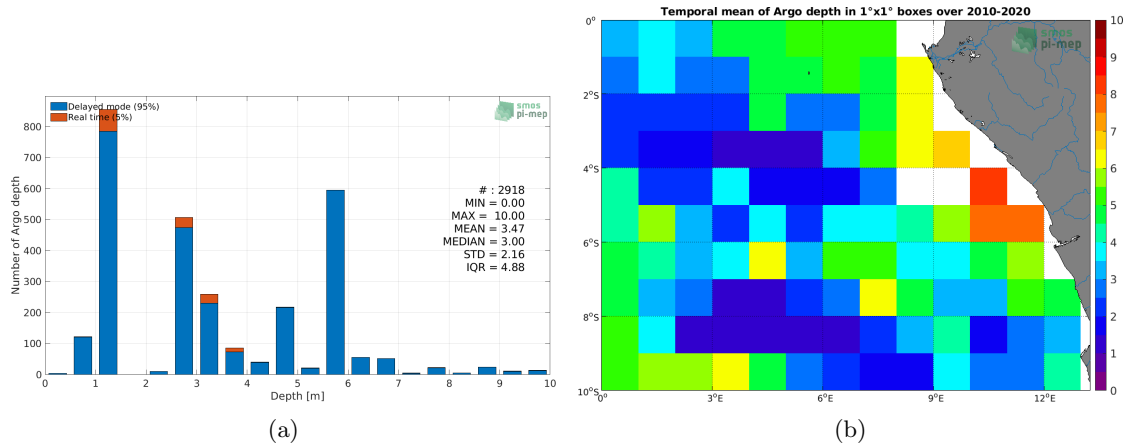 Delayed mode (95%)
Real time (5%)
smos
pi-mep
# : 2918
MIN = 0.00
MAX = 10.00
MEAN = 3.47
MEDIAN = 3.00
STD = 2.16
IQR = 4.88
Number of Argo depth
800
700
600
500
400
300
200
100
0
0 1 2 3 4 5 6 7 8 9 10
Depth [m]
(a)
Temporal mean of Argo depth in 1°x1° boxes over 2010-2020
smos
pi-mep
0°
2°S
4°S
6°S
8°S
10°S
0° 3°E 6°E 9°E 12°E
10
9
8
7
6
5
4
3
2
1
0
(b)